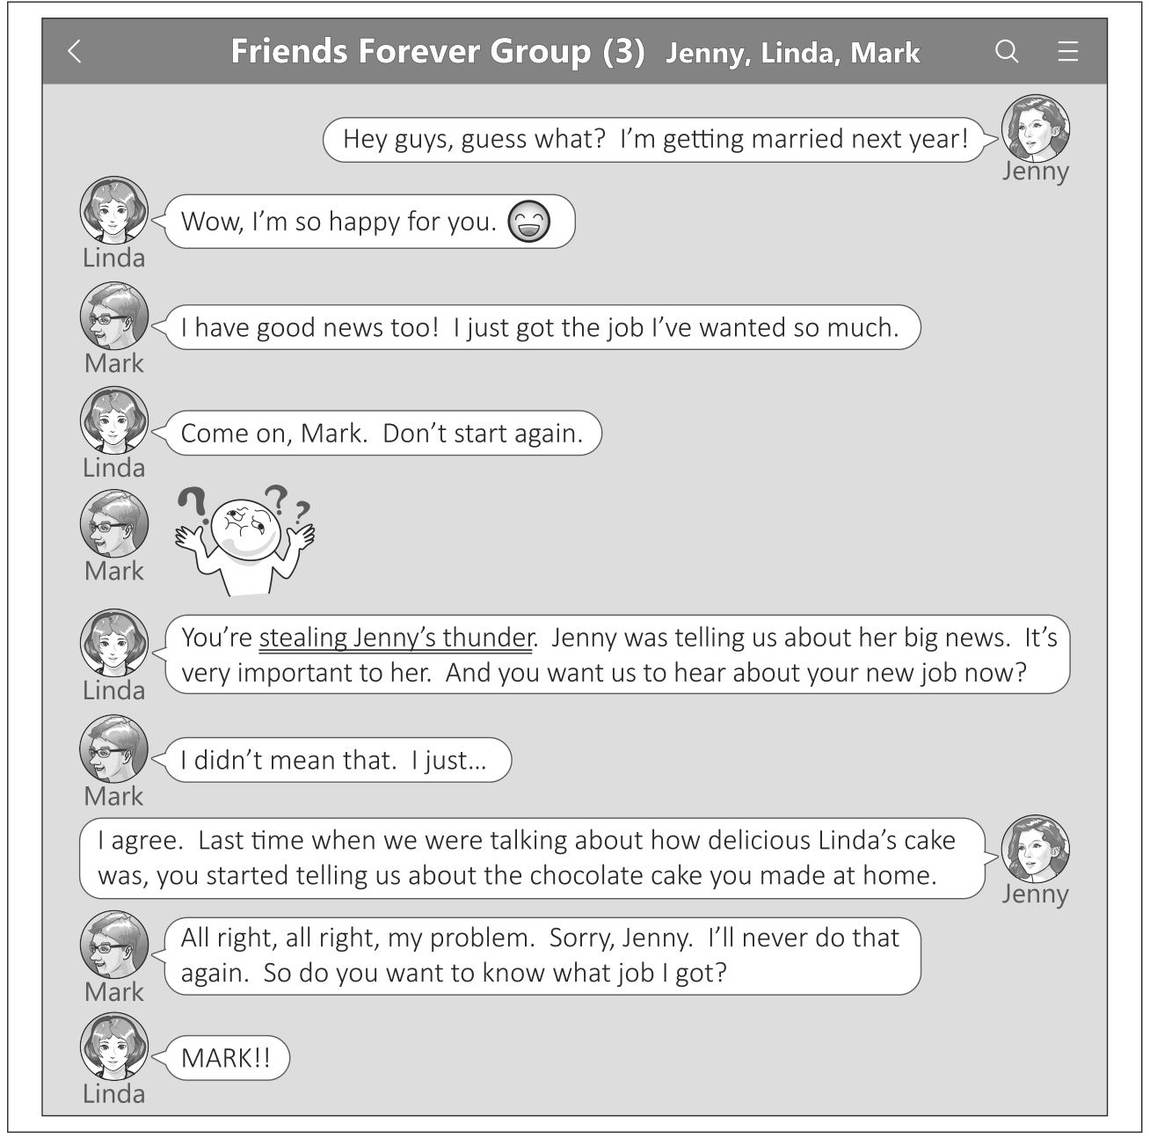 Friends Forever Group (3) Jenny, Linda, Mark
Hey guys, guess what? I'm getting married next year!
Jenny
Wow, I'm so happy for you.
Linda
I have good news too! I just got the job I've wanted so much.
Mark
Come on, Mark. Don't start again.
Linda
? ? ?
Mark
You're stealing Jenny's thunder. Jenny was telling us about her big news. It's
very important to her. And you want us to hear about your new job now?
Linda
I didn't mean that. I just...
Mark
I agree. Last time when we were talking about how delicious Linda's cake
was, you started telling us about the chocolate cake you made at home.
Jenny
All right, all right, my problem. Sorry, Jenny. I'll never do that
again. So do you want to know what job I got?
Mark
MARK!!
Linda